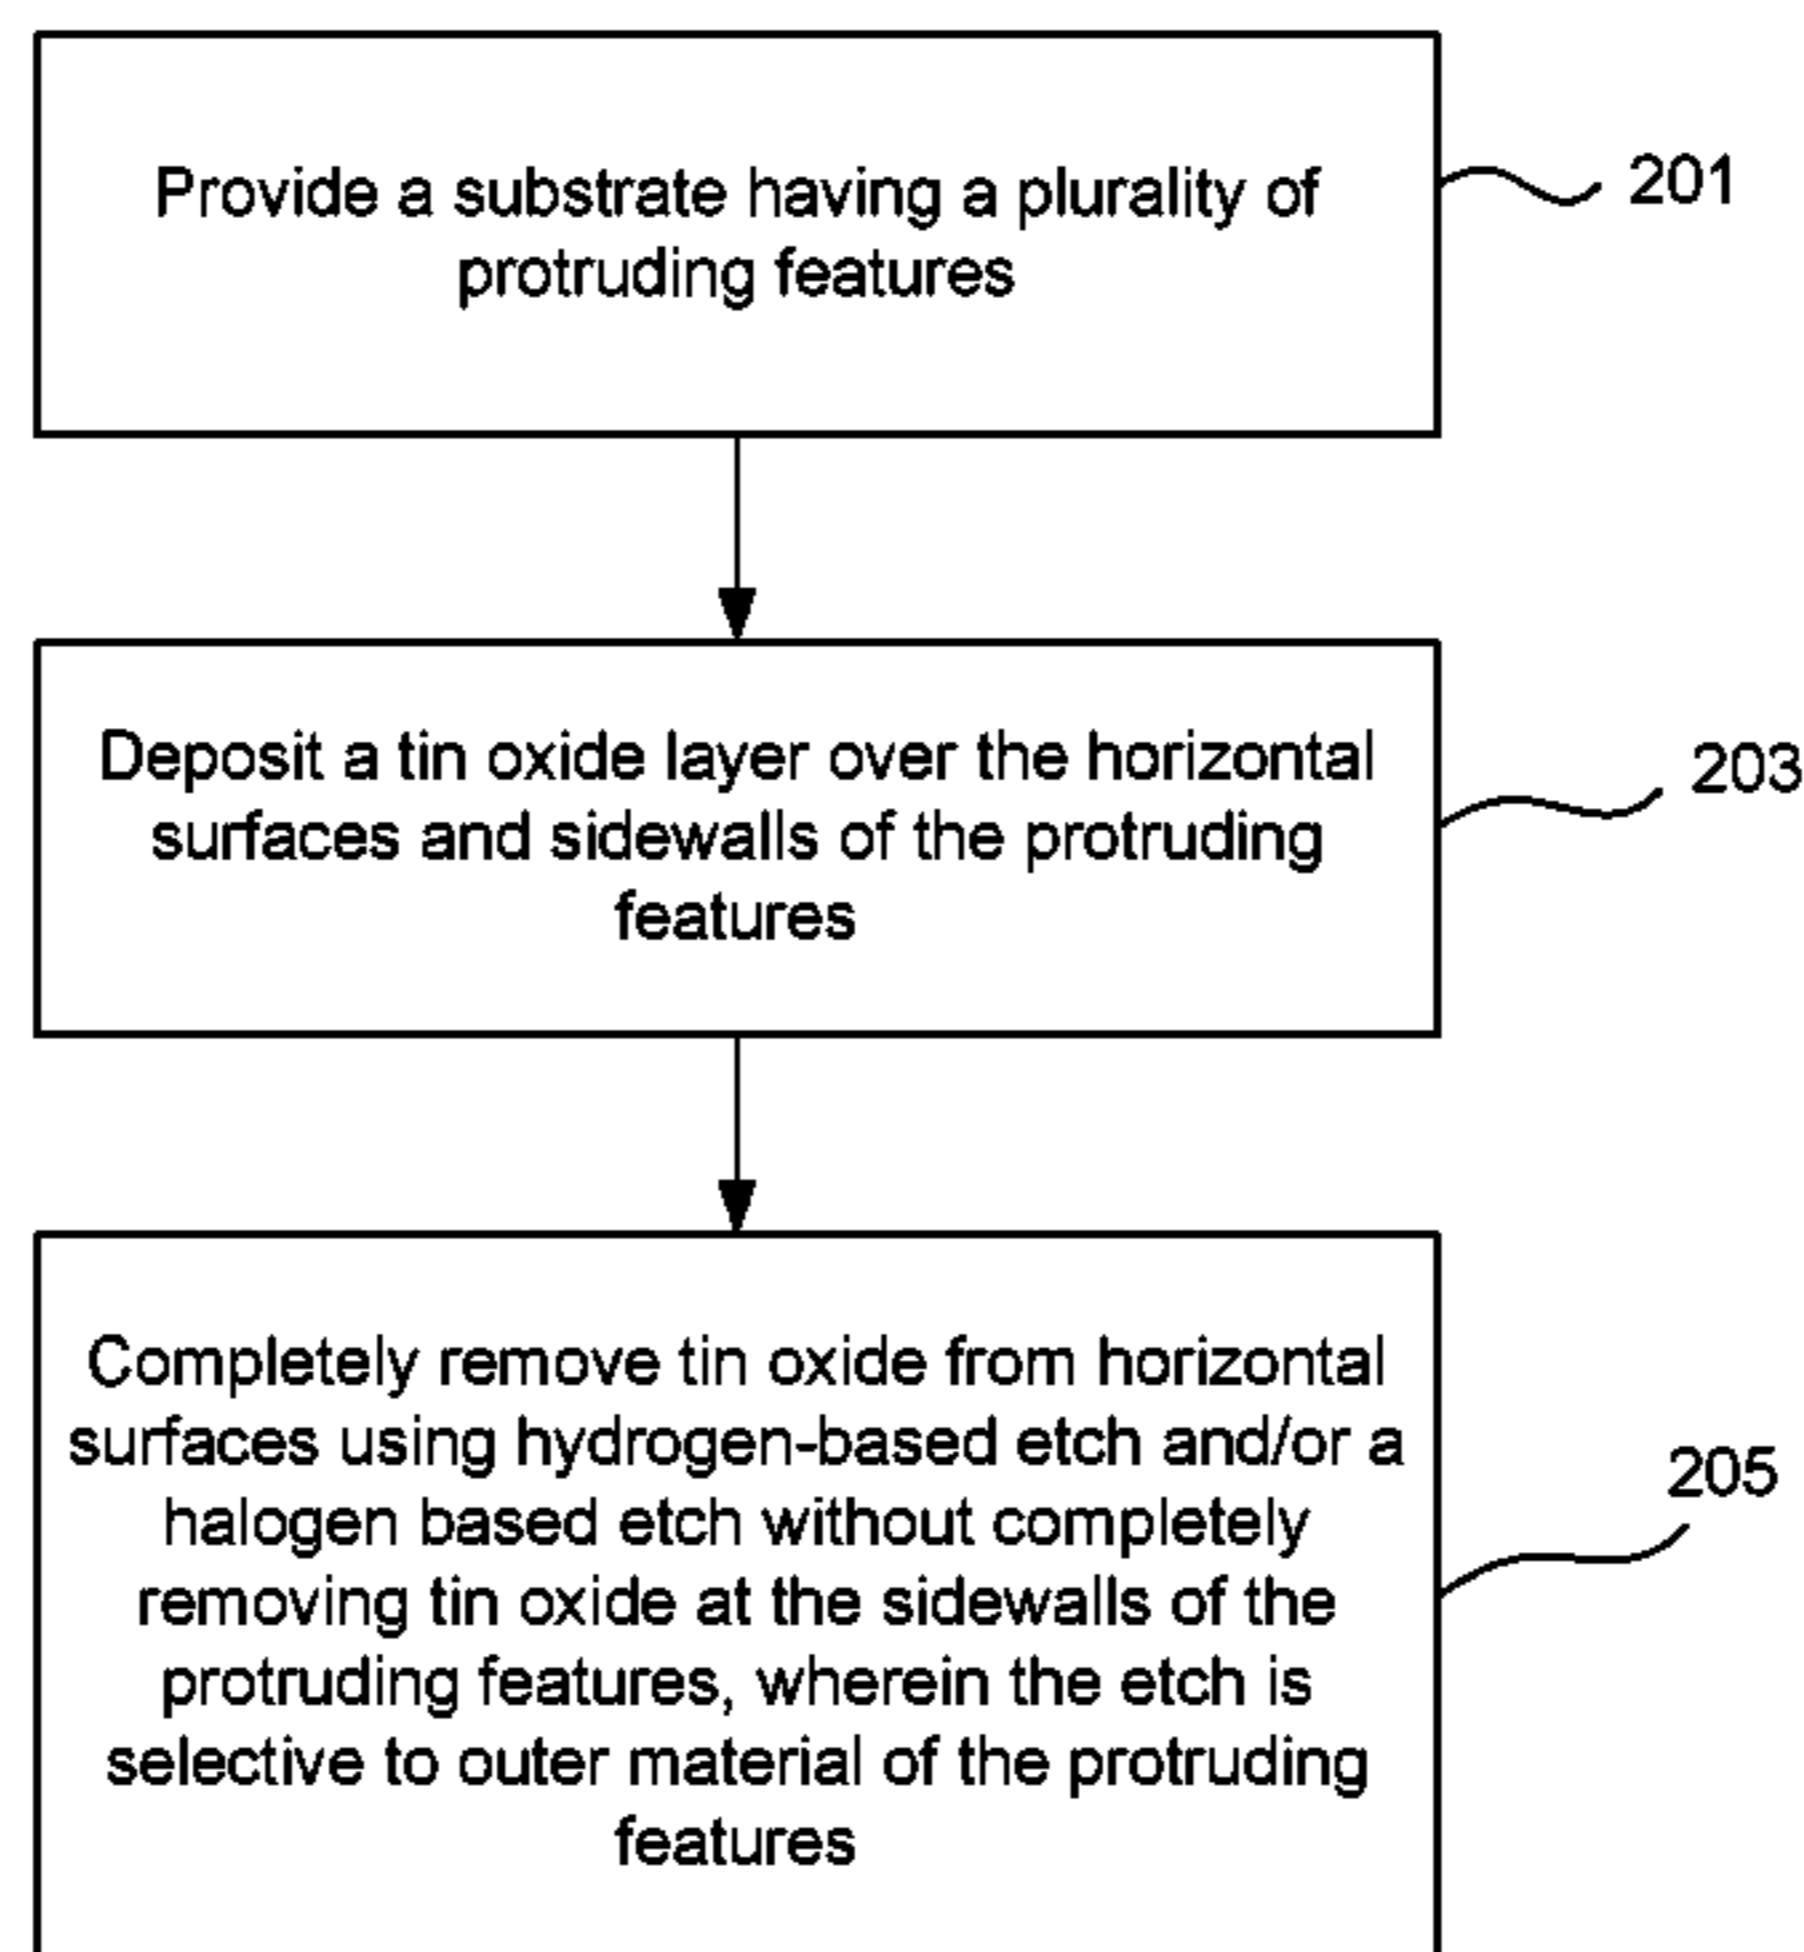 Provide a substrate having a plurality of
protruding features
201
Deposit a tin oxide layer over the horizontal
surfaces and sidewalls of the protruding
features
203
Completely remove tin oxide from horizontal
surfaces using hydrogen-based etch and/or a
halogen based etch without completely
removing tin oxide at the sidewalls of the
protruding features, wherein the etch is
selective to outer material of the protruding
features
205